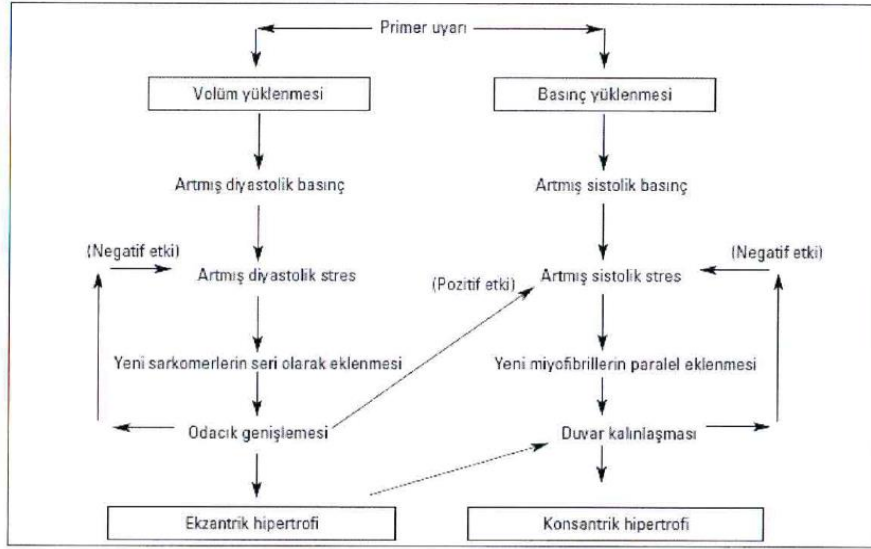 Primer uyarı
Volüm yüklenmesi
Basınç yüklenmesi
Artmış diyastolik basınç
Artmış sistolik basınç
(Negatif etki)
(Negatif etki)
Artmış diyastolik stres
(Pozitif etki)
Artmış sistolik stres
Yeni sarkomerlerin seri olarak eklenmesi
Yeni miyofibrillerin paralel eklenmesi
Odacık genişlemesi
Duvar kalınlaşması
Ekzantrik hipertrofi
Konsantrik hipertrofi